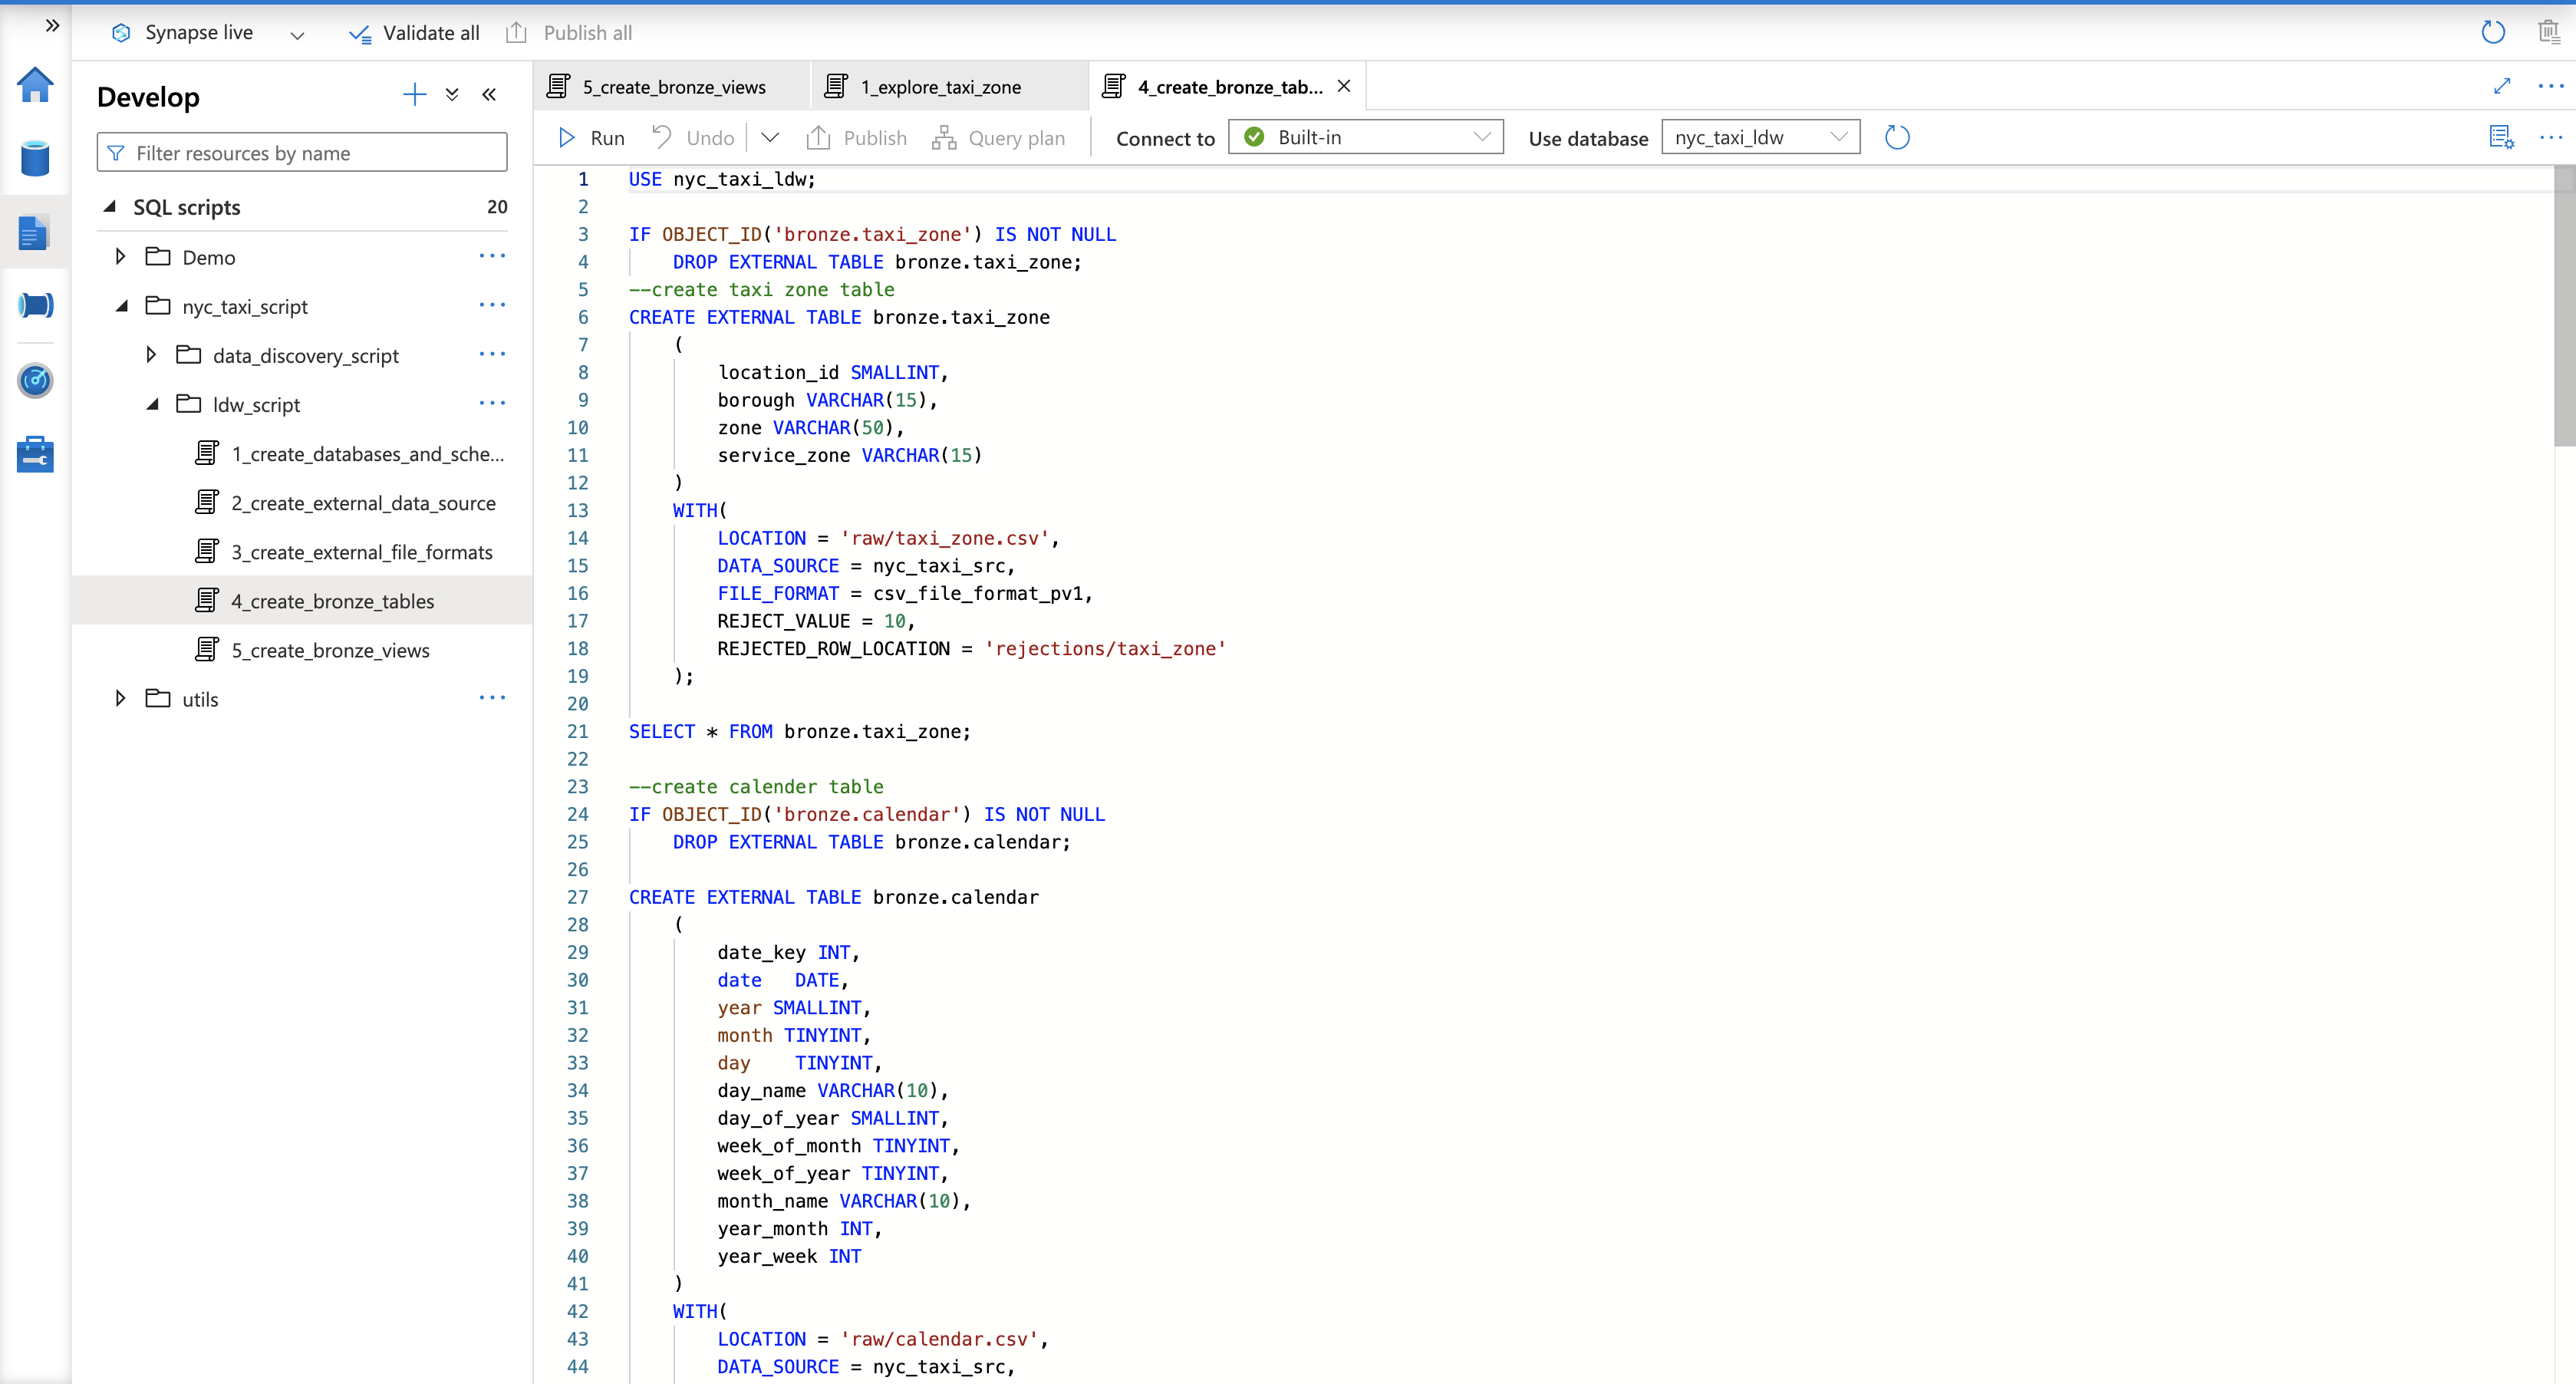 Synapse live
Validate all
Publish all
Develop
Filter resources by name
SQL scripts
20
Demo
nyc_taxi_script
data_discovery_script
ldw_script
1_create_databases_and_sche...
2_create_external_data_source
3_create_external_file_formats
4_create_bronze_tables
5_create_bronze_views
utils
5_create_bronze_views
1_explore_taxi_zone
4_create_bronze_tab...
Run
Undo
Publish
Query plan
Connect to
Built-in
Use database
nyc_taxi_ldw
1 USE nyc_taxi_ldw;
2
3 IF OBJECT_ID('bronze.taxi_zone') IS NOT NULL
4 DROP EXTERNAL TABLE bronze.taxi_zone;
5 --create taxi zone table
6 CREATE EXTERNAL TABLE bronze.taxi_zone
7 (
8 location_id SMALLINT,
9 borough VARCHAR(15),
10 zone VARCHAR(50),
11 service_zone VARCHAR(15)
12 )
13 WITH(
14 LOCATION = 'raw/taxi_zone.csv',
15 DATA_SOURCE = nyc_taxi_src,
16 FILE_FORMAT = csv_file_format_pv1,
17 REJECT_VALUE = 10,
18 REJECTED_ROW_LOCATION = 'rejections/taxi_zone'
19 );
20
21 SELECT * FROM bronze.taxi_zone;
22
23 --create calender table
24 IF OBJECT_ID('bronze.calendar') IS NOT NULL
25 DROP EXTERNAL TABLE bronze.calendar;
26
27 CREATE EXTERNAL TABLE bronze.calendar
28 (
29 date_key INT,
30 date   DATE,
31 year SMALLINT,
32 month TINYINT,
33 day    TINYINT,
34 day_name VARCHAR(10),
35 day_of_year SMALLINT,
36 week_of_month TINYINT,
37 week_of_year TINYINT,
38 month_name VARCHAR(10),
39 year_month INT,
40 year_week INT
41 )
42 WITH(
43 LOCATION = 'raw/calendar.csv',
44 DATA_SOURCE = nyc_taxi_src,